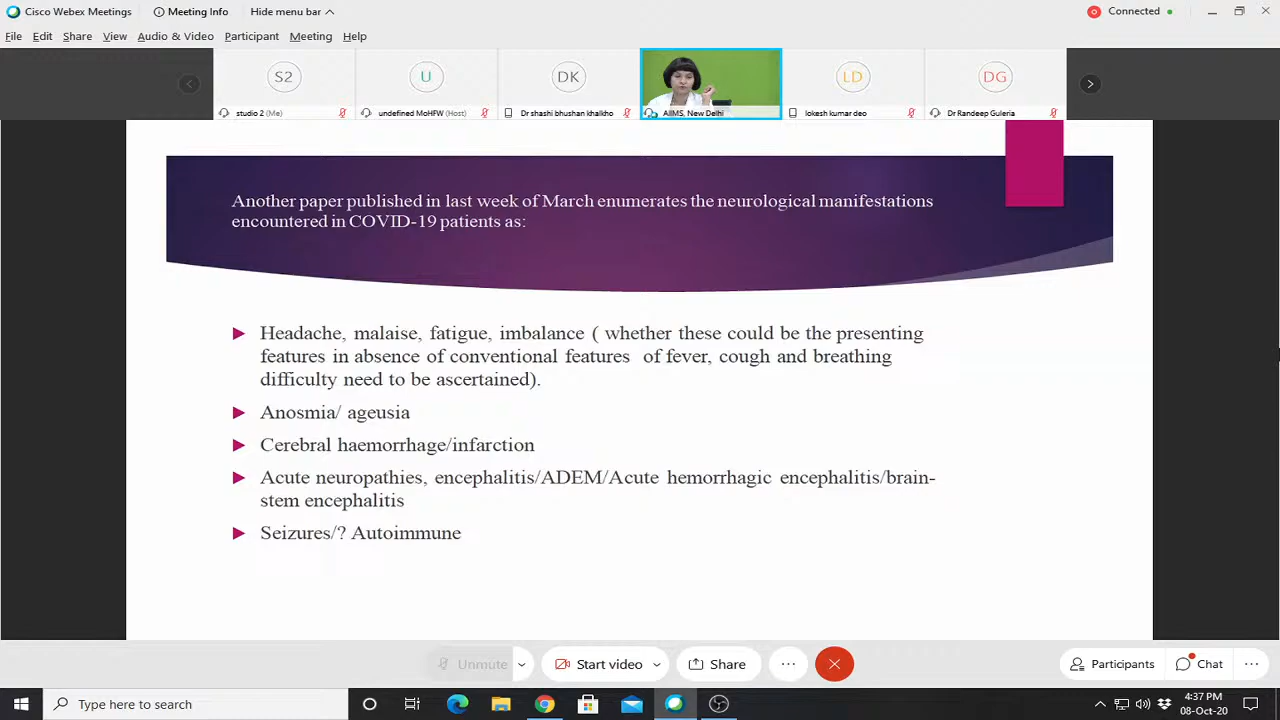 Cisco Webex Meetings
Meeting Info
Hide menu bar
Connected
File Edit Share View Audio & Video Participant Meeting Help
S2
U
DK
LD
DG
studio 2 (Me)
undefined MoHFW (Host)
Dr shashi bhushan khalkho
AIIMS, New Delhi
lokesh kumar deo
Dr Randeep Guleria
Another paper published in last week of March enumerates the neurological manifestations
encountered in COVID-19 patients as:
Headache, malaise, fatigue, imbalance ( whether these could be the presenting
features in absence of conventional features of fever, cough and breathing
difficulty need to be ascertained).
Anosmia/ ageusia
Cerebral haemorrhage/infarction
Acute neuropathies, encephalitis/ADEM/Acute hemorrhagic encephalitis/brain-
stem encephalitis
Seizures/? Autoimmune
Unmute
Start video
Share
Participants
Chat
Type here to search
4:37 PM
08-Oct-20